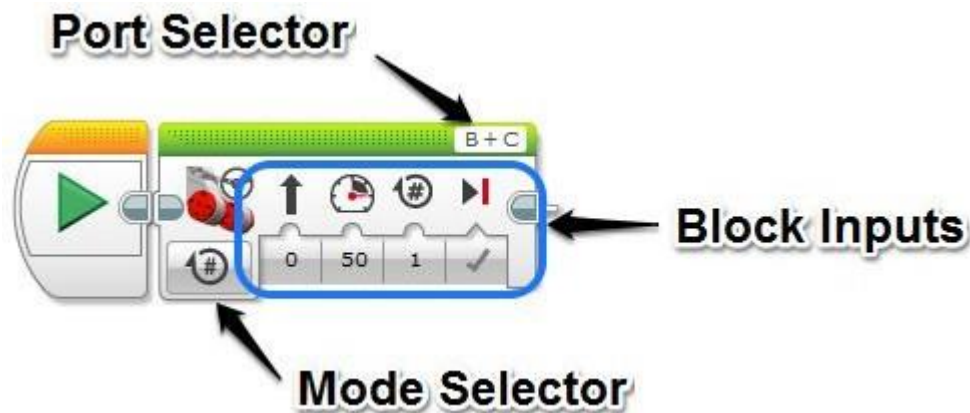 Port Selector
B + C
0 50 1
#
#
Block Inputs
Mode Selector